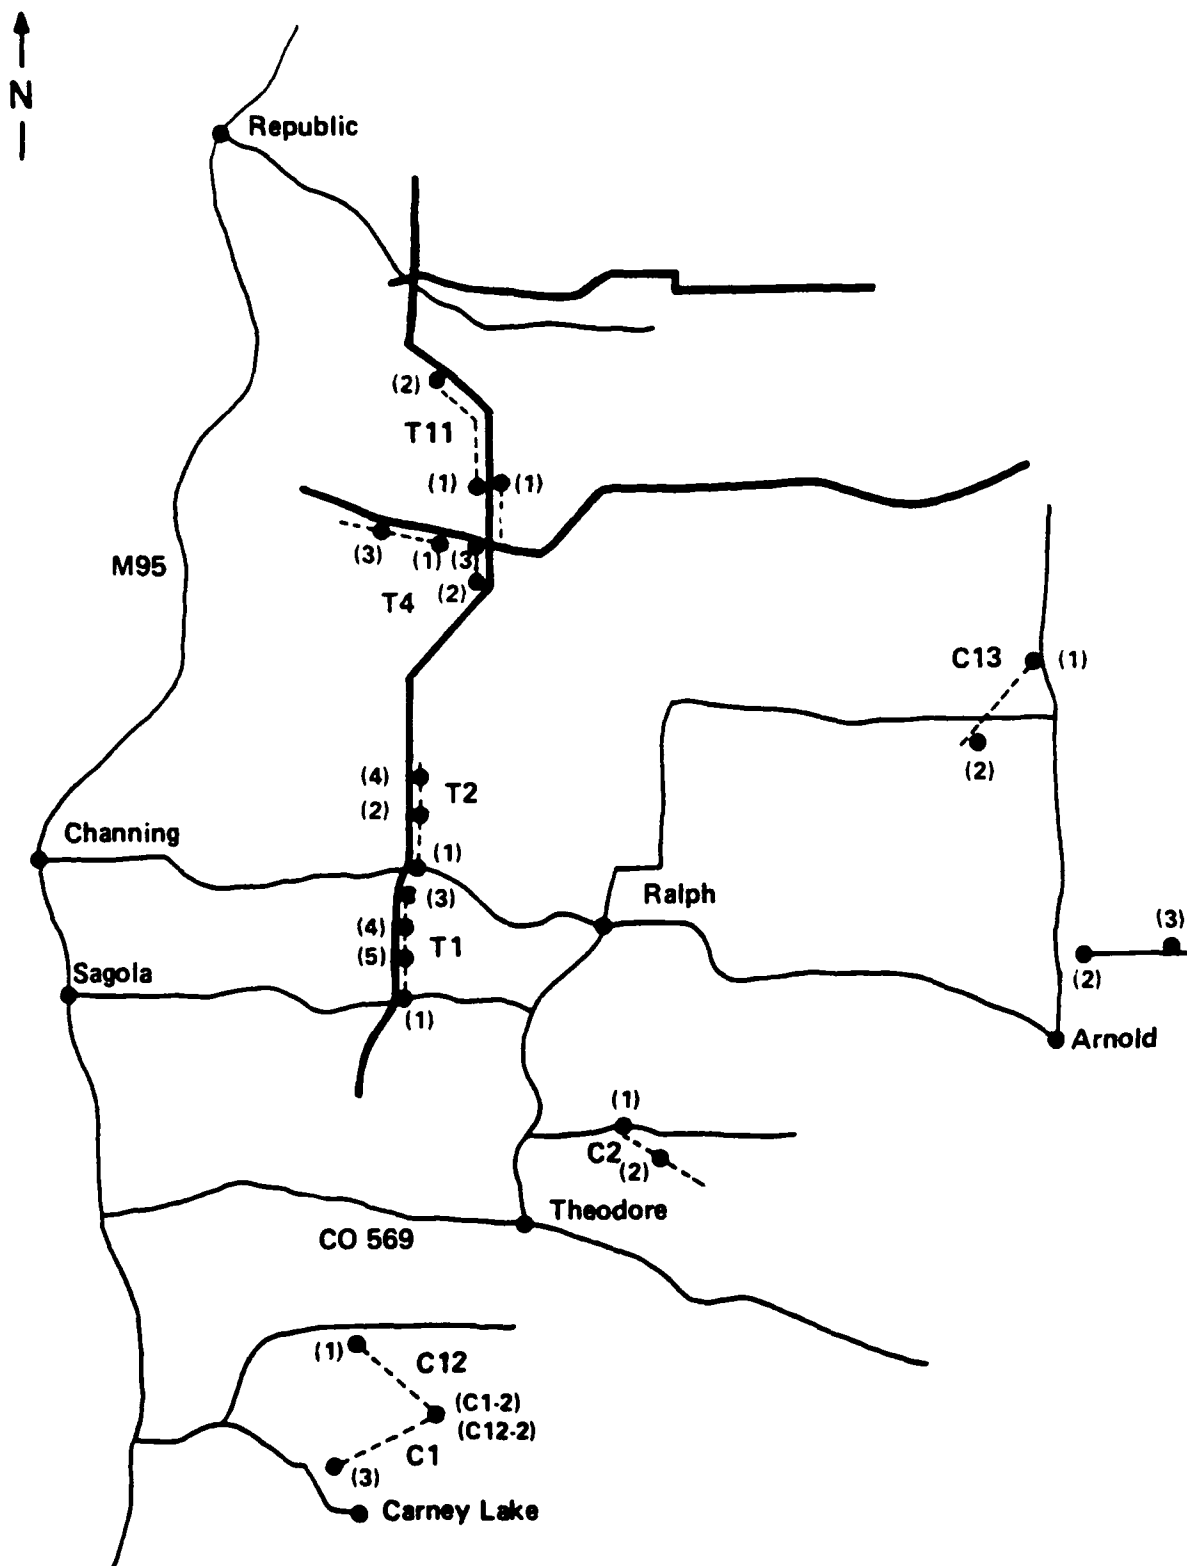 N
Republic
(2)
T11
(1)
(1)
(3)
(1)
(3)
M95
T4
(2)
C13
(1)
(2)
(4)
T2
(2)
Channing
(1)
Ralph
(3)
(4)
T1
(5)
(3)
(2)
Sagola
(1)
Arnold
(1)
C2
(2)
Theodore
CO 569
(1)
C12
(C1-2)
(C12-2)
C1
(3)
Carney Lake